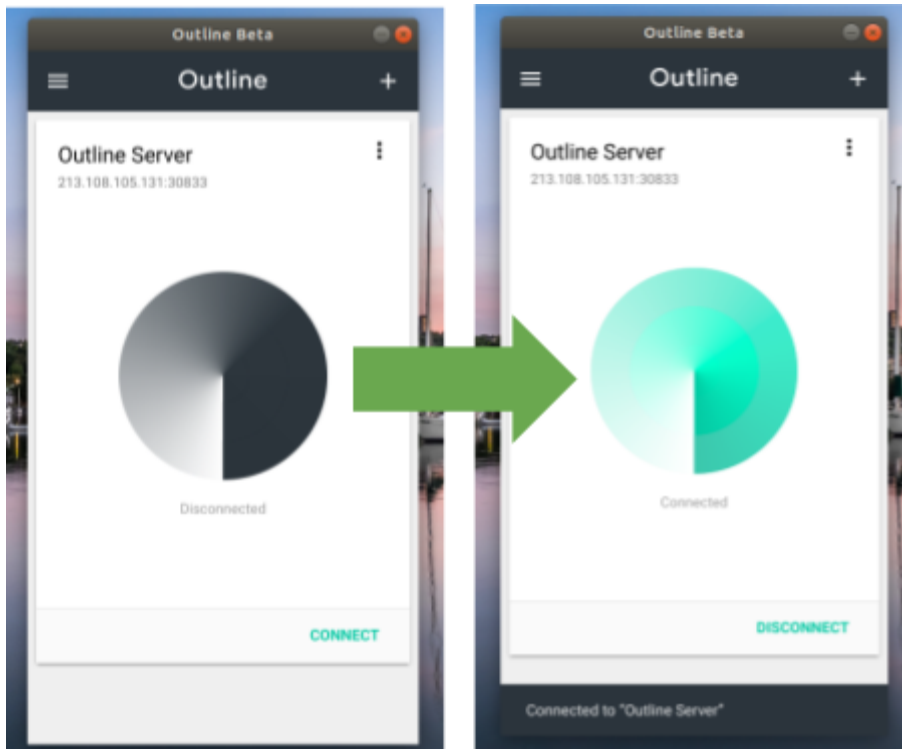 Outline Beta
Outline
Outline Server
213.108.105.131:30833
Disconnected
CONNECT
Outline Beta
Outline
Outline Server
213.108.105.131:30833
Connected
DISCONNECT
Connected to "Outline Server"